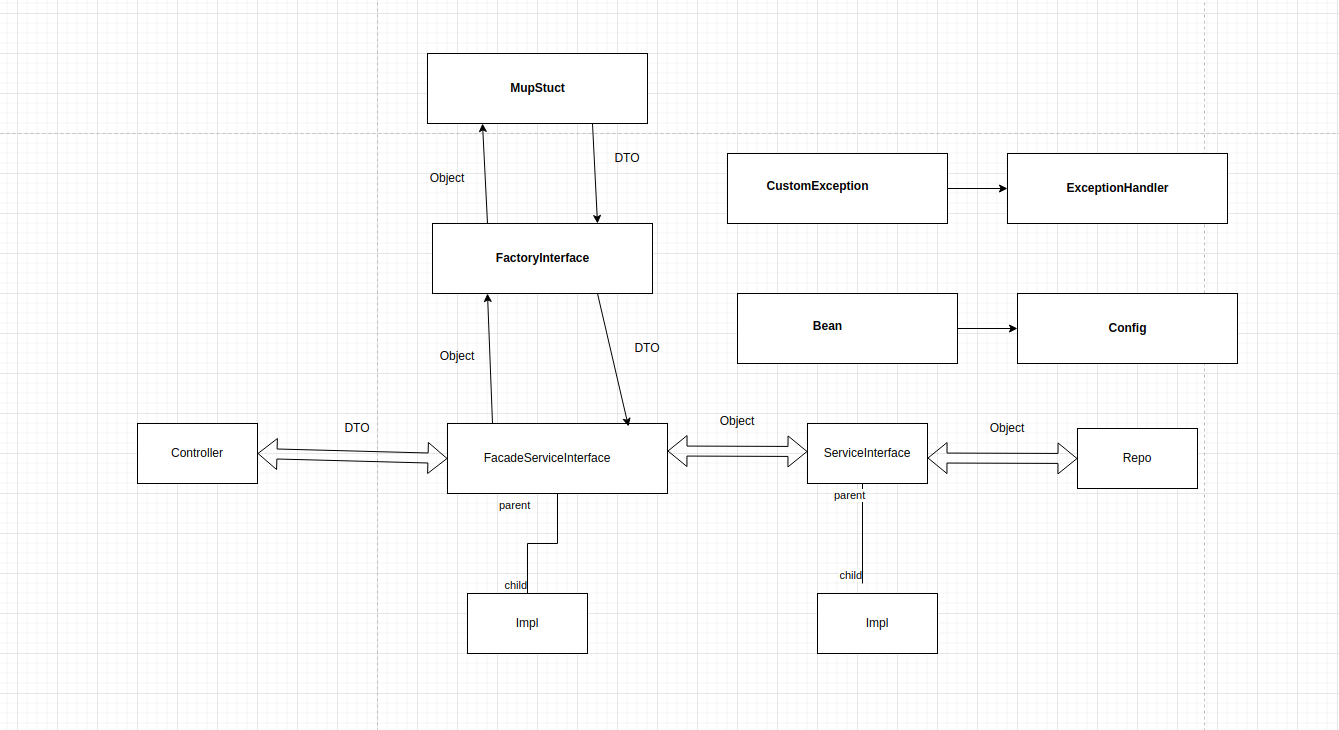 MupStuct
DTO
Object
CustomException
ExceptionHandler
FactoryInterface
Bean
Config
Object
DTO
DTO
Object
Object
Controller
FacadeServiceInterface
ServiceInterface
Repo
parent
parent
child
child
Impl
Impl